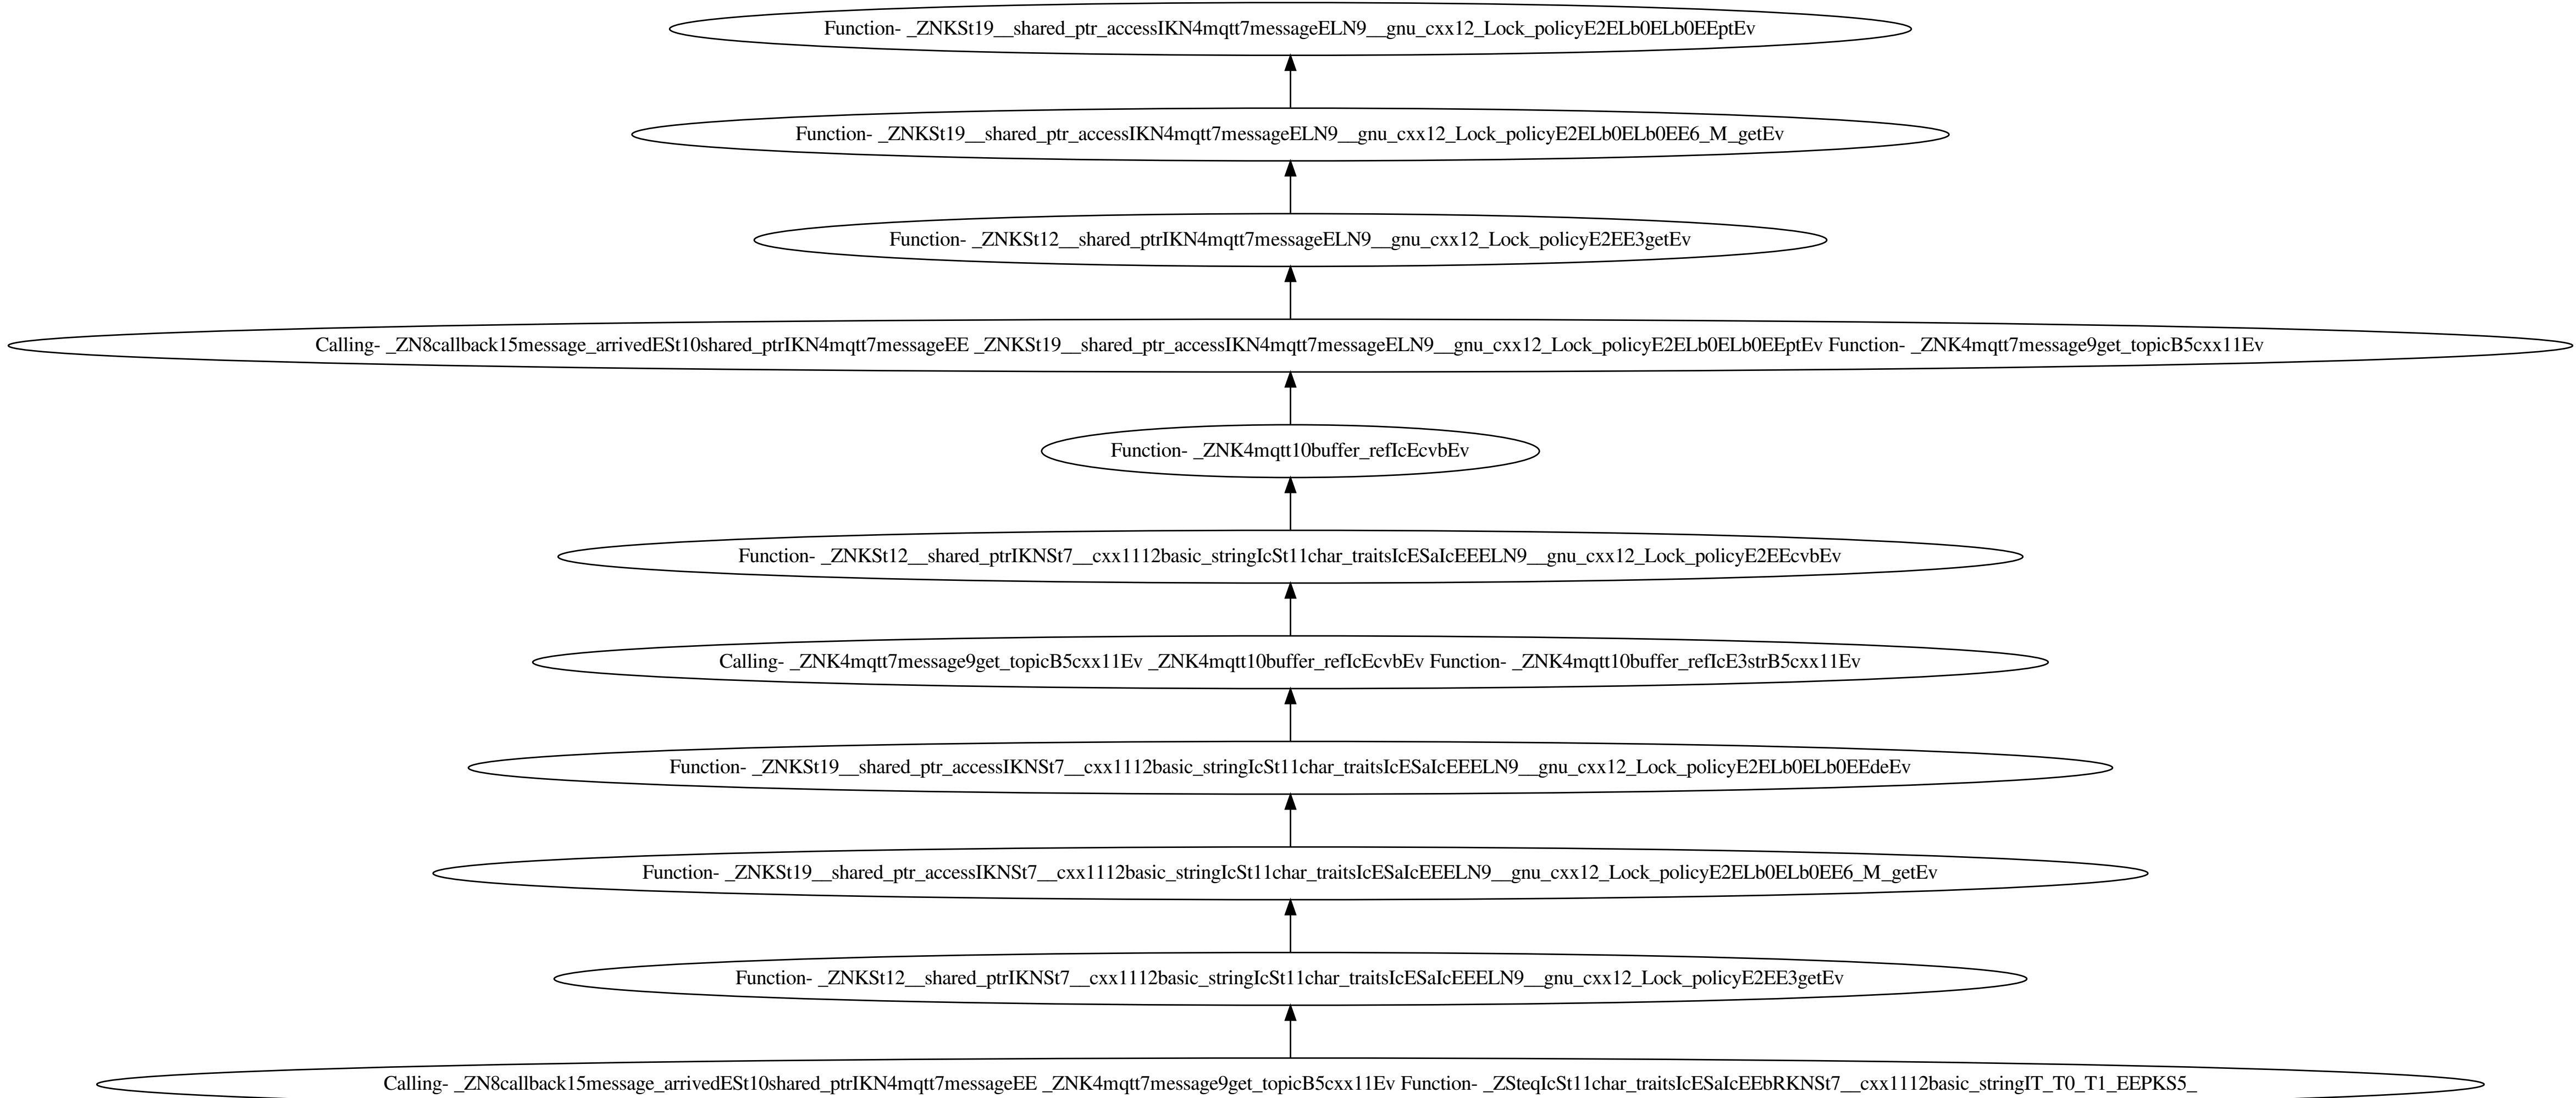 Function- _ZNKSt19__shared_ptr_accessIKN4mqtt7messageELN9__gnu_cxx12_Lock_policyE2ELb0ELb0EEptEv
Function- _ZNKSt19__shared_ptr_accessIKN4mqtt7messageELN9__gnu_cxx12_Lock_policyE2ELb0ELb0EE6_M_getEv
Function- _ZNKSt12__shared_ptrIKN4mqtt7messageELN9__gnu_cxx12_Lock_policyE2EE3getEv
Calling- _ZN8callback15message_arrivedESt10shared_ptrIKN4mqtt7messageEE _ZNKSt19__shared_ptr_accessIKN4mqtt7messageELN9__gnu_cxx12_Lock_policyE2ELb0ELb0EEptEv Function- _ZNK4mqtt7message9get_topicB5cxx11Ev
Function- _ZNK4mqtt10buffer_refIcEcvbEv
Function- _ZNKSt12__shared_ptrIKNSt7__cxx1112basic_stringIcSt11char_traitsIcESaIcEEELN9__gnu_cxx12_Lock_policyE2EEcvbEv
Calling- _ZNK4mqtt7message9get_topicB5cxx11Ev _ZNK4mqtt10buffer_refIcEcvbEv Function- _ZNK4mqtt10buffer_refIcE3strB5cxx11Ev
Function- _ZNKSt19__shared_ptr_accessIKNSt7__cxx1112basic_stringIcSt11char_traitsIcESaIcEEELN9__gnu_cxx12_Lock_policyE2ELb0ELb0EEdeEv
Function- _ZNKSt19__shared_ptr_accessIKNSt7__cxx1112basic_stringIcSt11char_traitsIcESaIcEEELN9__gnu_cxx12_Lock_policyE2ELb0ELb0EE6_M_getEv
Function- _ZNKSt12__shared_ptrIKNSt7__cxx1112basic_stringIcSt11char_traitsIcESaIcEEELN9__gnu_cxx12_Lock_policyE2EE3getEv
Calling- _ZN8callback15message_arrivedESt10shared_ptrIKN4mqtt7messageEE _ZNK4mqtt7message9get_topicB5cxx11Ev Function- _ZSteqIcSt11char_traitsIcESaIcEEbRKNSt7__cxx1112basic_stringIT_T0_T1_EEPKS5_